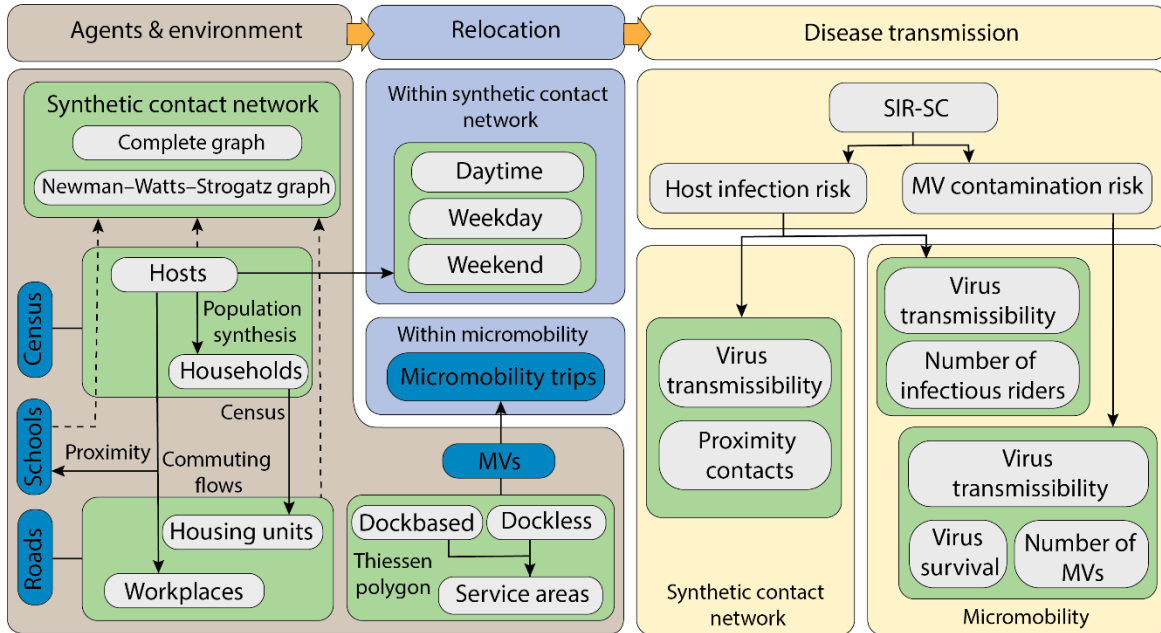 Agents & environment
Relocation
Disease transmission
Synthetic contact network
Complete graph
Newman–Watts–Strogatz graph
Hosts
Population
synthesis
Households
Census
Census
Schools
Roads
Proximity
Commuting
flows
Housing units
Workplaces
Within synthetic contact
network
Daytime
Weekday
Weekend
Within micromobility
Micromobility trips
MVs
Dockbased
Dockless
Thiessen
polygon
Service areas
SIR-SC
Host infection risk
MV contamination risk
Virus
transmissibility
Proximity
contacts
Synthetic contact
network
Virus
transmissibility
Number of
infectious riders
Virus
transmissibility
Virus
survival
Number of
MVs
Micromobility